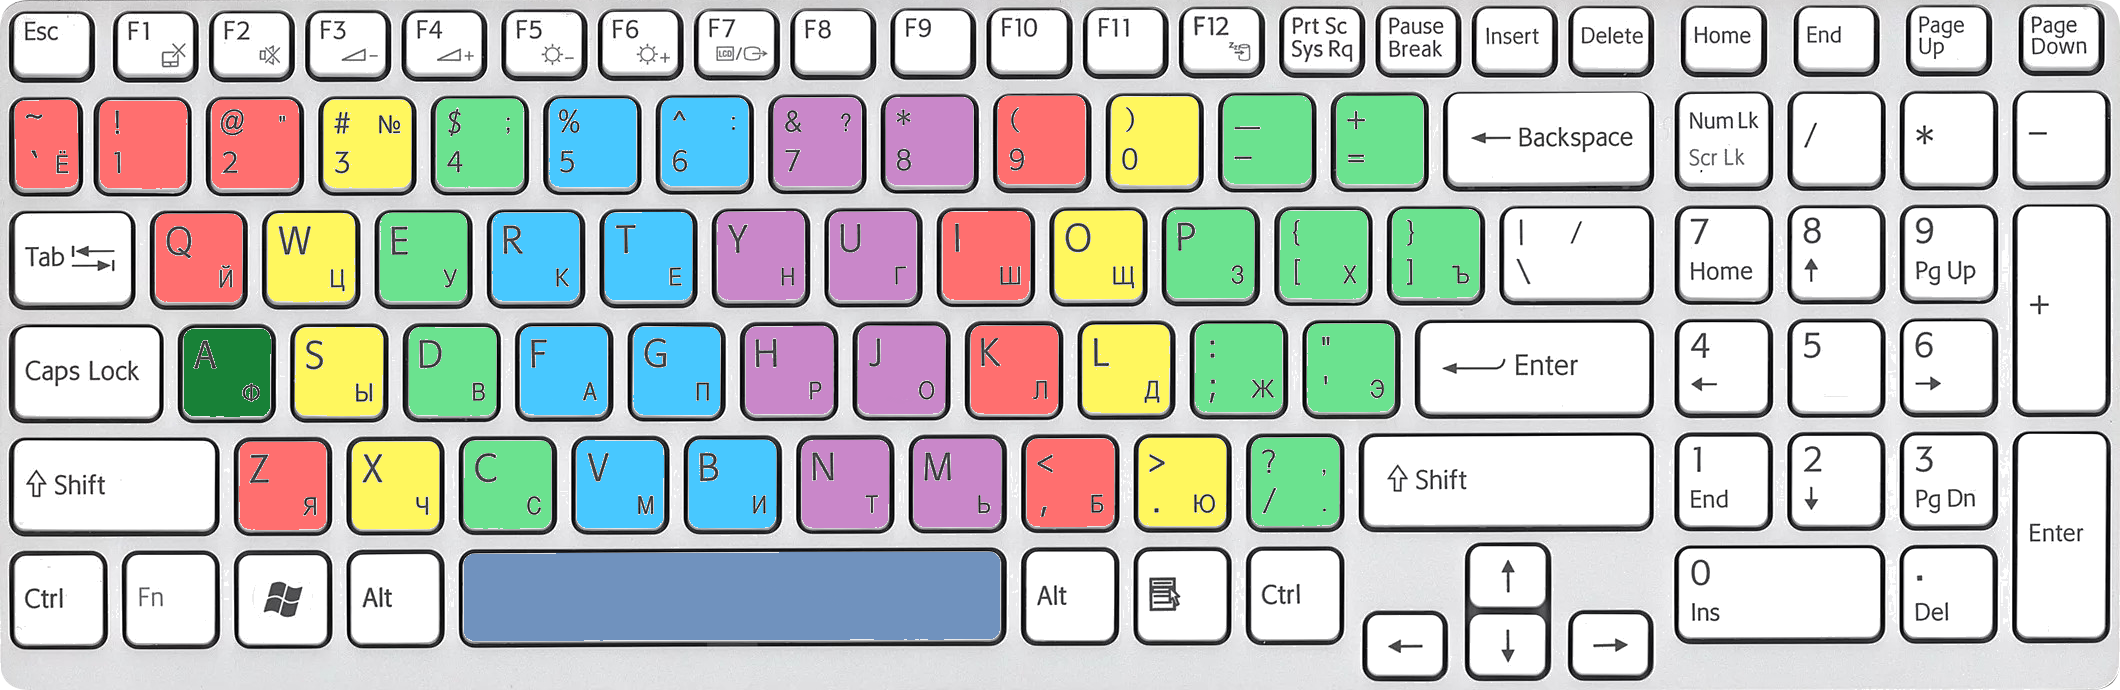 Esc F1 F2 F3 F4 F5 F6 F7 LCD F8 F9 F10 F11 F12 Prt Sc Sys Rq Pause Break Insert Delete Home End Page Up Page Down
~ ` Ё ! 1 @ " 2 # № 3 $ ; 4 % 5 ^ : 6 & ? 7 * 8 ( 9 ) 0 — – + = Backspace Num Lk Scr Lk / * –
Tab Q Й W Ц E У R К T Е Y Н U Г I Ш O Щ P З { [ Х } ] Ъ | / \ 7 Home 8 9 Pg Up +
Caps Lock A Ф S Ы D В F А G П H Р J О K Л L Д : ; Ж " ' Э Enter 4 5 6
Shift Z Я X Ч C С V М B И N Т M Ь < , Б > . Ю ? , / . Shift 1 End 2 3 Pg Dn Enter
Ctrl Fn Alt Alt Ctrl 0 Ins . Del